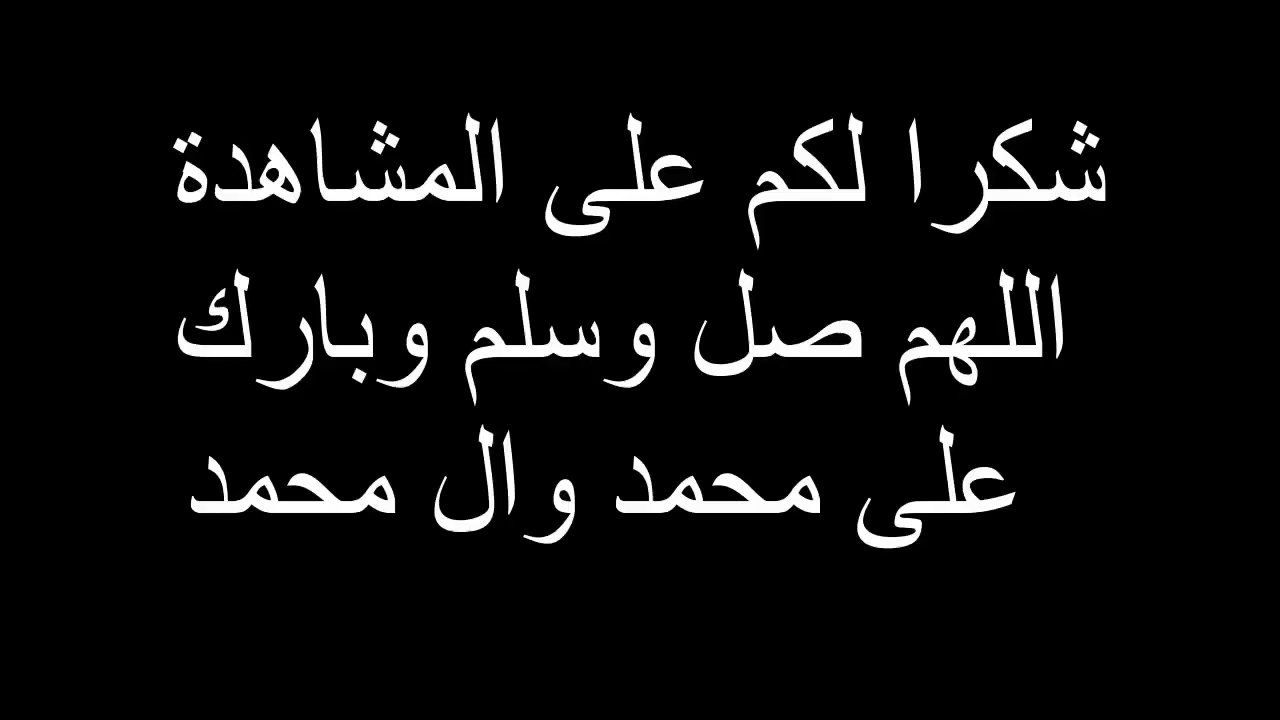 شكرا لكم على المشاهدة
اللهم صل وسلم وبارك
على محمد وال محمد